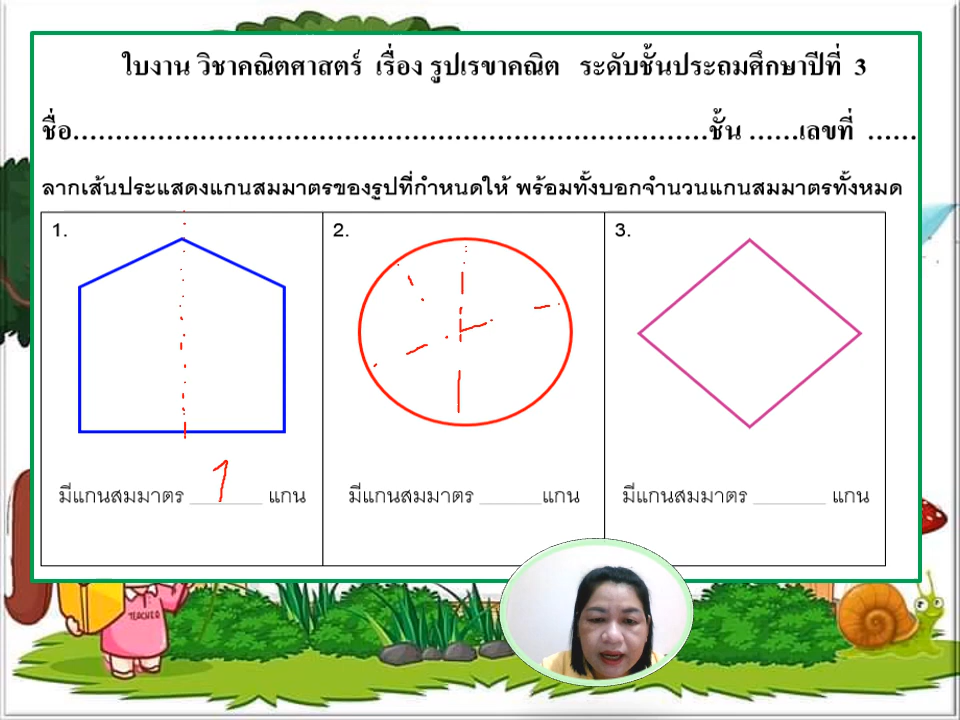 ใบงาน วิชาคณิตศาสตร์ เรื่อง รูปเรขาคณิต ระดับชั้นประถมศึกษาปีที่ 3
ชื่อ...........................................................................ชั้น ......เลขที่ ......
ลากเส้นประแสดงแกนสมมาตรของรูปที่กำหนดให้ พร้อมทั้งบอกจำนวนแกนสมมาตรทั้งหมด
1. 2. 3.
มีแกนสมมาตร 1 แกน มีแกนสมมาตร ______แกน มีแกนสมมาตร _______ แกน
TEACHER